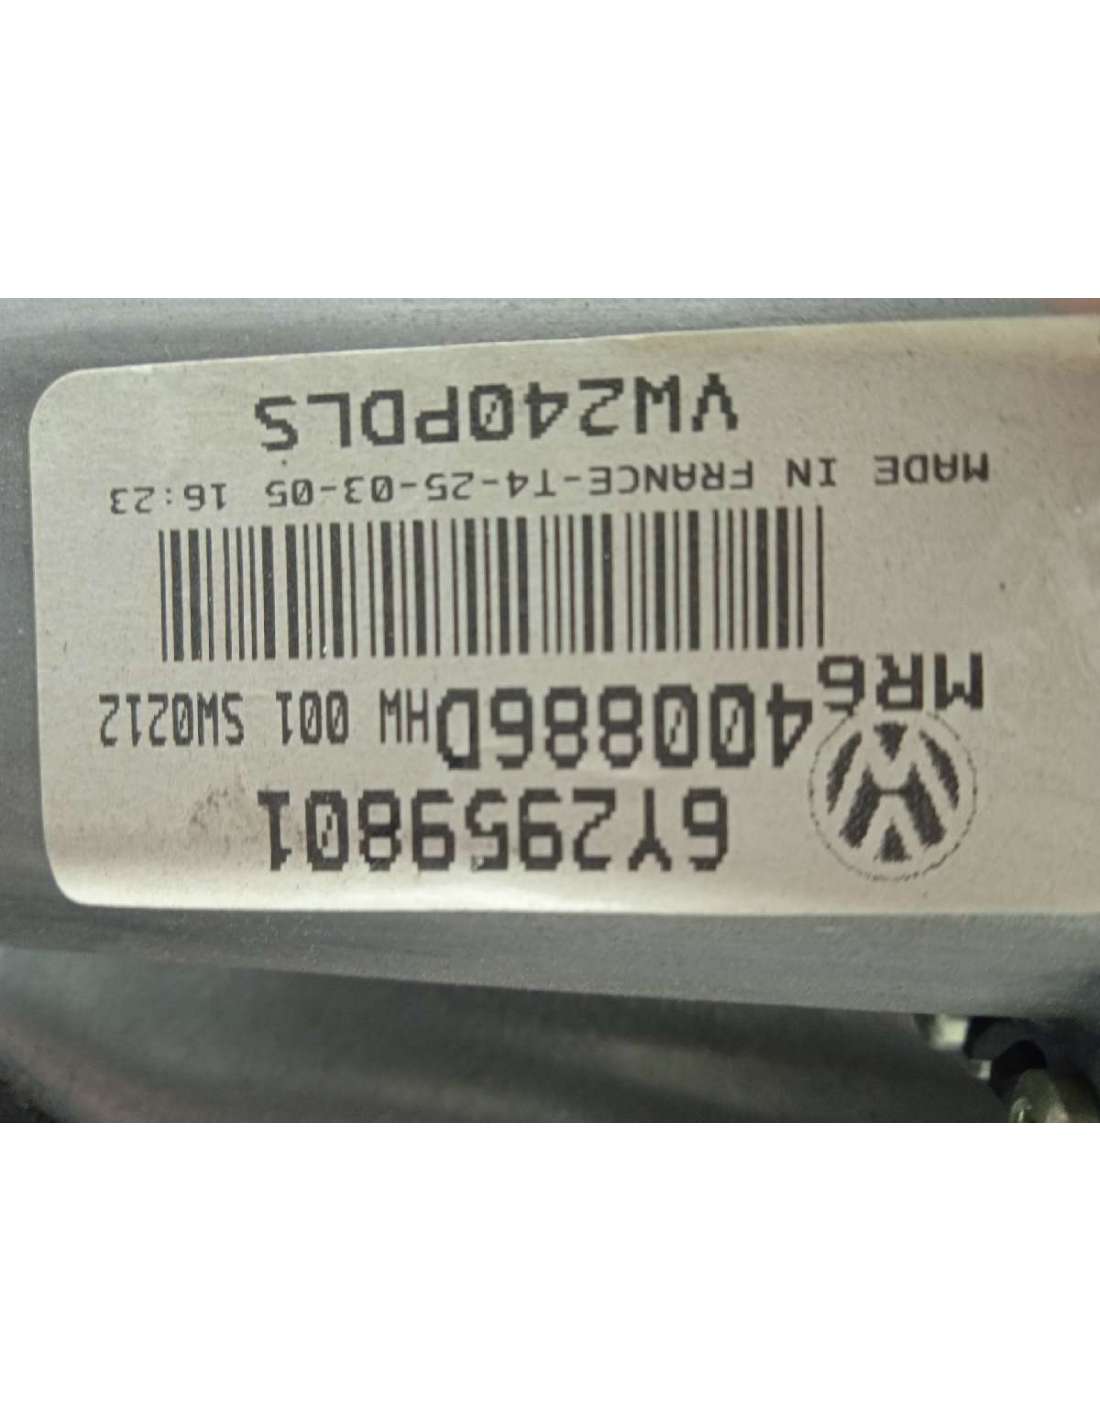 6Y2959801
400886D HW 001 SW0212
MR6
MADE IN FRANCE-T4-25-03-05 16:23
VW240PDLS